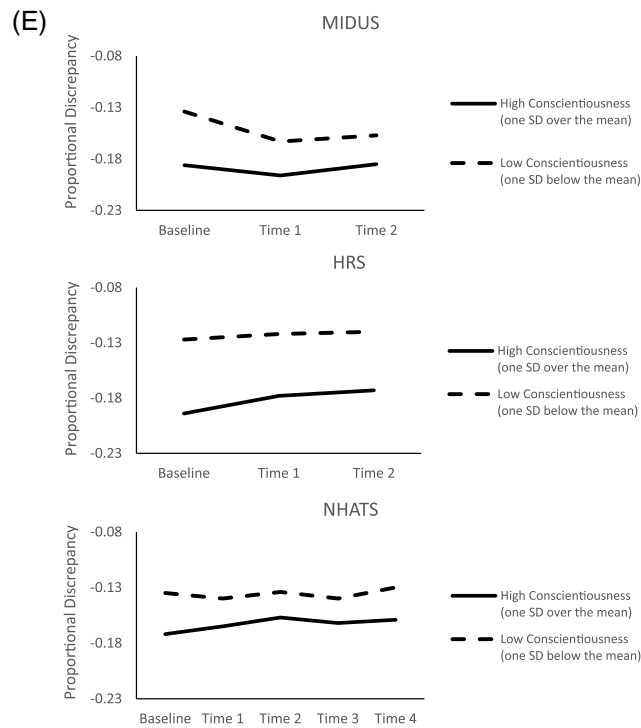 (E)
MIDUS
Proportional Discrepancy
-0.08
-0.13
-0.18
-0.23
Baseline Time 1 Time 2
High Conscientiousness
(one SD over the mean)
Low Conscientiousness
(one SD below the mean)
HRS
Proportional Discrepancy
-0.08
-0.13
-0.18
-0.23
Baseline Time 1 Time 2
High Conscientiousness
(one SD over the mean)
Low Conscientiousness
(one SD below the mean)
NHATS
Proportional Discrepancy
-0.08
-0.13
-0.18
-0.23
Baseline Time 1 Time 2 Time 3 Time 4
High Conscientiousness
(one SD over the mean)
Low Conscientiousness
(one SD below the mean)